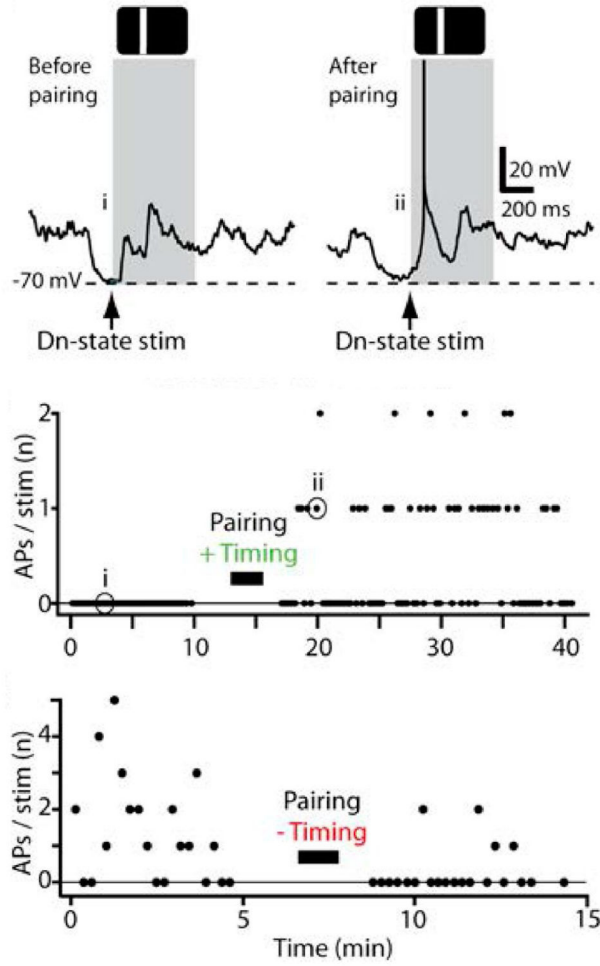 Before
pairing
After
pairing
i
ii
20 mV
200 ms
-70 mV
Dn-state stim
Dn-state stim
APs / stim (n)
2
1
0
i
ii
Pairing
+ Timing
0
10
20
30
40
APs / stim (n)
4
2
0
Pairing
- Timing
0
5
10
15
Time (min)